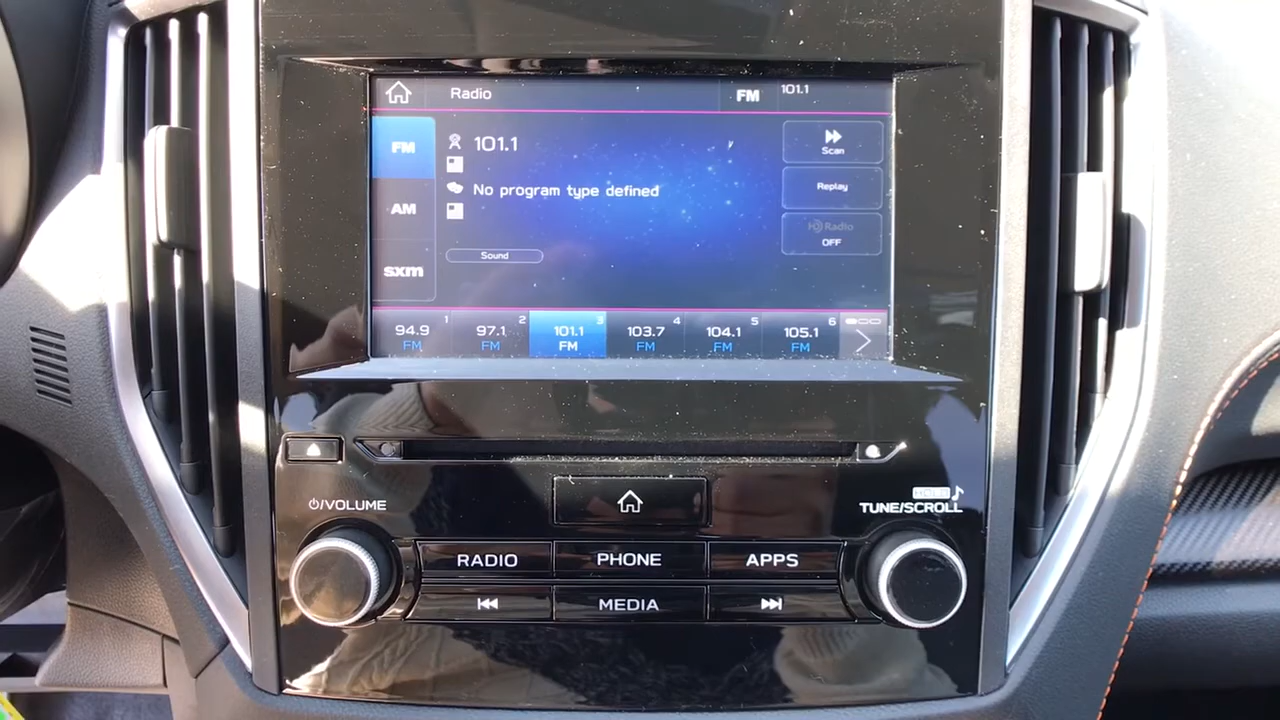 Radio
FM
101.1
FM
101.1
Scan
No program type defined
Replay
AM
HD Radio
OFF
Sound
sxm
1
2
3
4
5
6
94.9
97.1
101.1
103.7
104.1
105.1
FM
FM
FM
FM
FM
FM
/VOLUME
TUNE/SCROLL
RADIO
PHONE
APPS
MEDIA